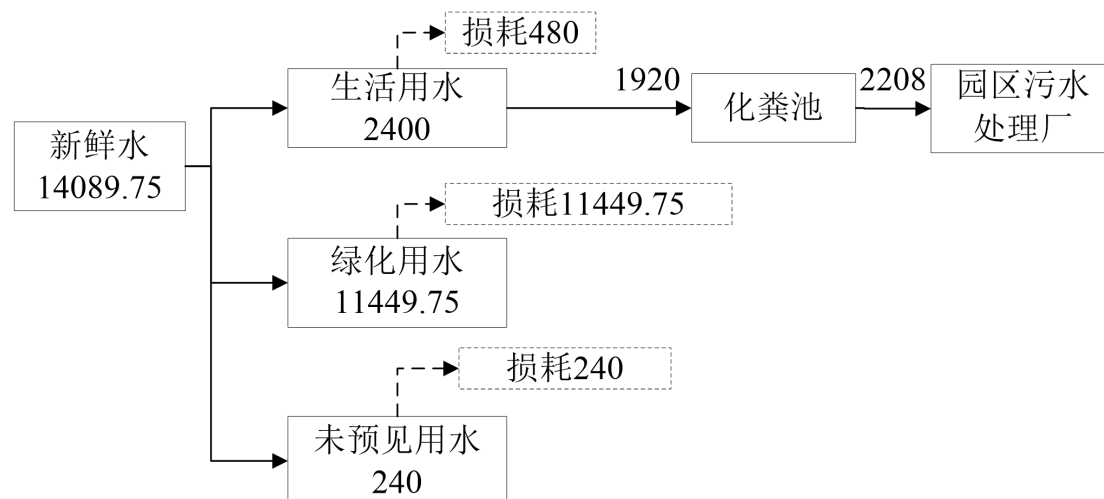 损耗480
生活用水
2400
1920
化粪池
2208
园区污水
处理厂
新鲜水
14089.75
损耗11449.75
绿化用水
11449.75
损耗240
未预见用水
240